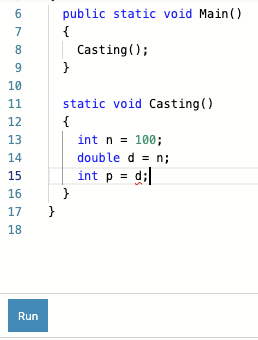 6 public static void Main()
7 {
8 Casting();
9 }
10
11 static void Casting()
12 {
13 int n = 100;
14 double d = n;
15 int p = d;
16 }
17 }
18
Run